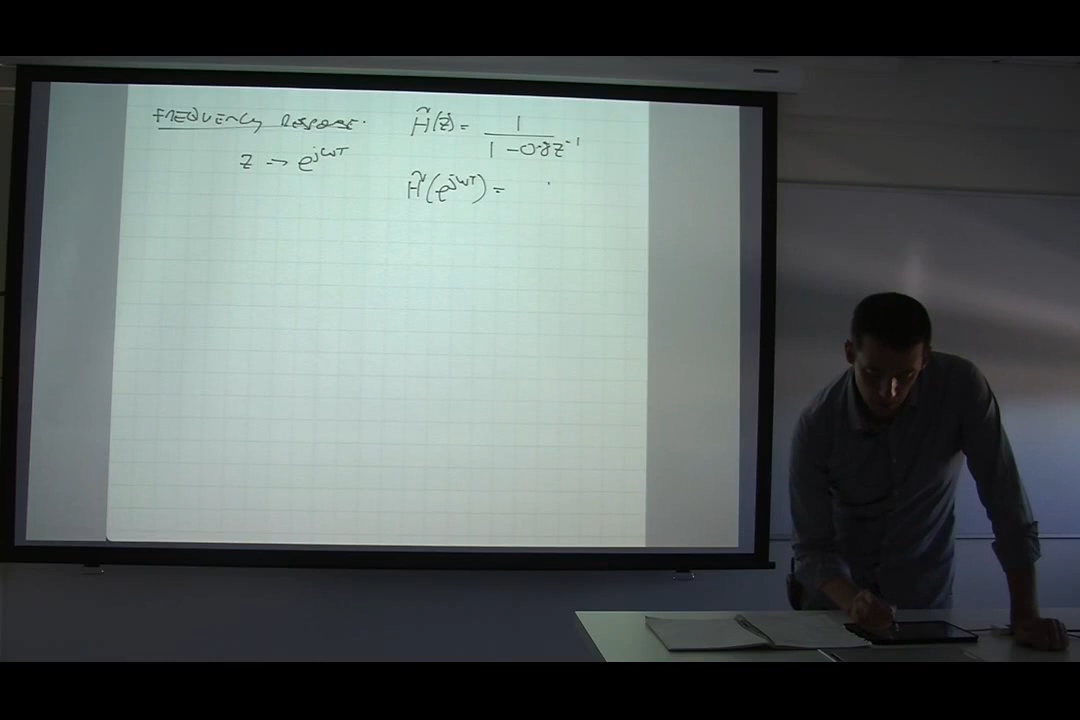 FREQUENCY RESPONSE.
H̃(z) = 1 / (1 - 0.8z⁻¹)
z → e^{jωT}
H̃(e^{jωT}) =